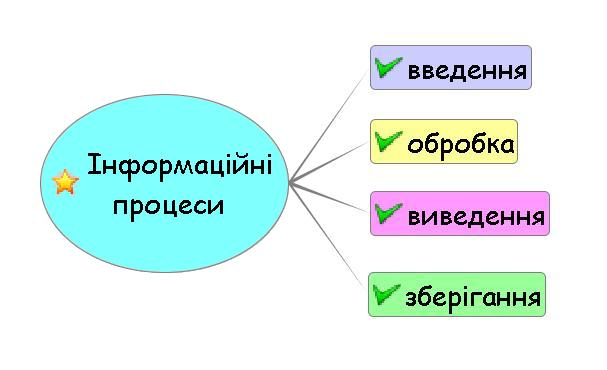 Інформаційні
процеси
введення
обробка
виведення
зберігання